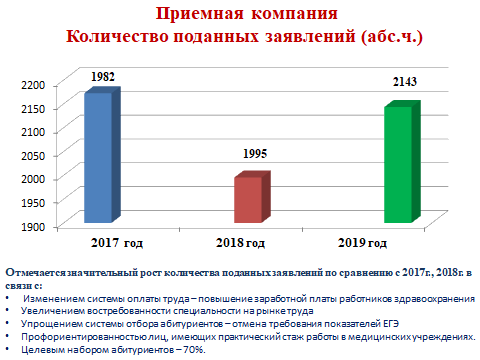 Приемная компания
Количество поданных заявлений (абс.ч.)
2200
2150
2100
2050
2000
1950
1900
1982
1995
2143
2017 год
2018 год
2019 год
Отмечается значительный рост количества поданных заявлений по сравнению с 2017г., 2018г. в
связи с:
• Изменением системы оплаты труда – повышение заработной платы работников здравоохранения
• Увеличением востребованности специальности на рынке труда
• Упрощением системы отбора абитуриентов – отмена требования показателей ЕГЭ
• Профориентированностью лиц, имеющих практический стаж работы в медицинских учреждениях.
• Целевым набором абитуриентов – 70%.